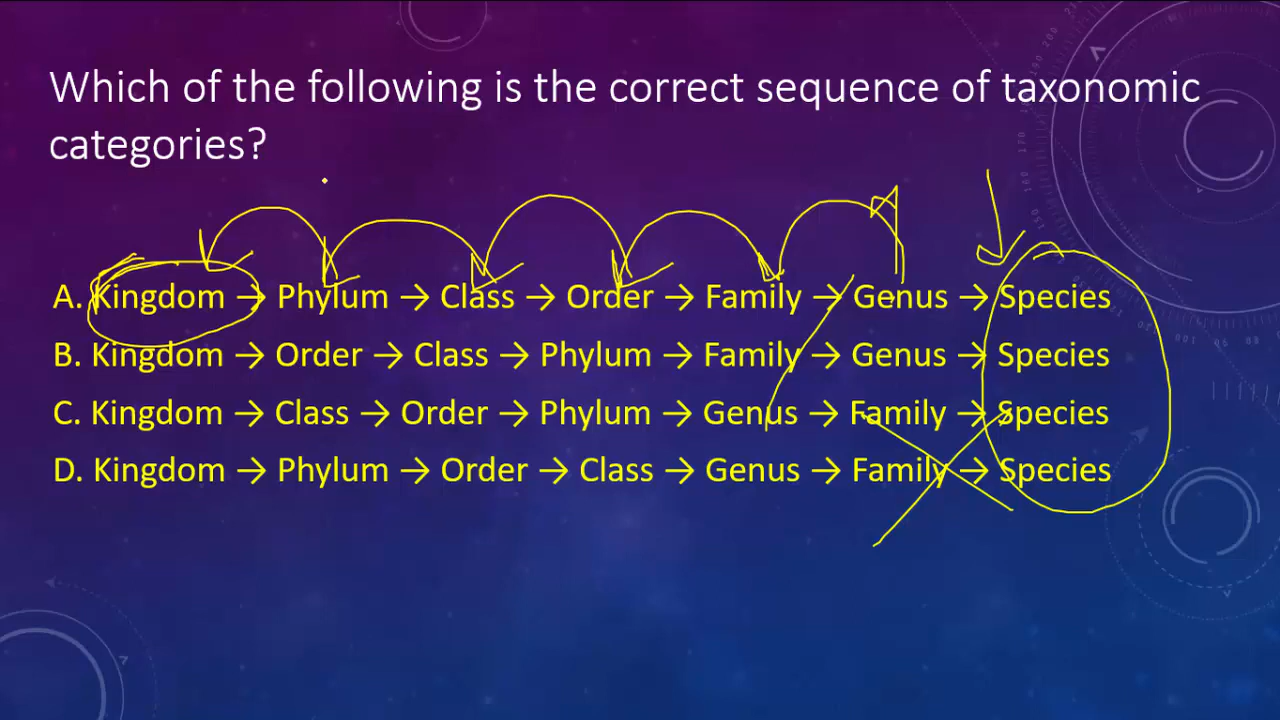 Which of the following is the correct sequence of taxonomic
categories?
A. Kingdom → Phylum → Class → Order → Family → Genus → Species
B. Kingdom → Order → Class → Phylum → Family → Genus → Species
C. Kingdom → Class → Order → Phylum → Genus → Family → Species
D. Kingdom → Phylum → Order → Class → Genus → Family → Species